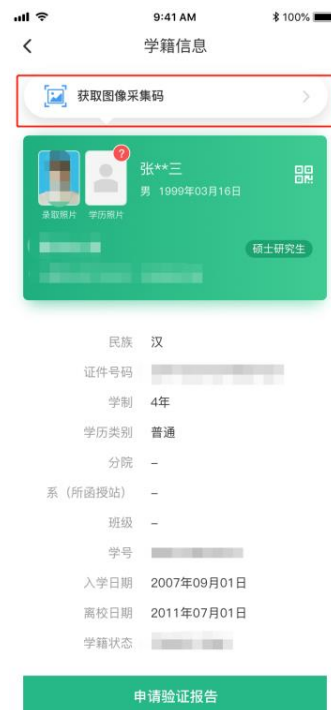 9:41 AM
100%
学籍信息
获取图像采集码
?
张**三
男 1999年03月16日
录取照片 学历照片
硕士研究生
民族 汉
证件号码
学制 4年
学历类别 普通
分院 –
系（所函授站） –
班级 –
学号
入学日期 2007年09月01日
离校日期 2011年07月01日
学籍状态
申请验证报告